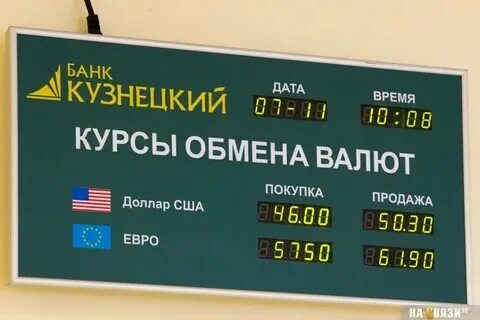 БАНК
КУЗНЕЦКИЙ
ДАТА ВРЕМЯ
07-11 10:08
КУРСЫ ОБМЕНА ВАЛЮТ
ПОКУПКА ПРОДАЖА
Доллар США 46.00 50.30
ЕВРО 57.50 61.90
НА СВЯЗИ